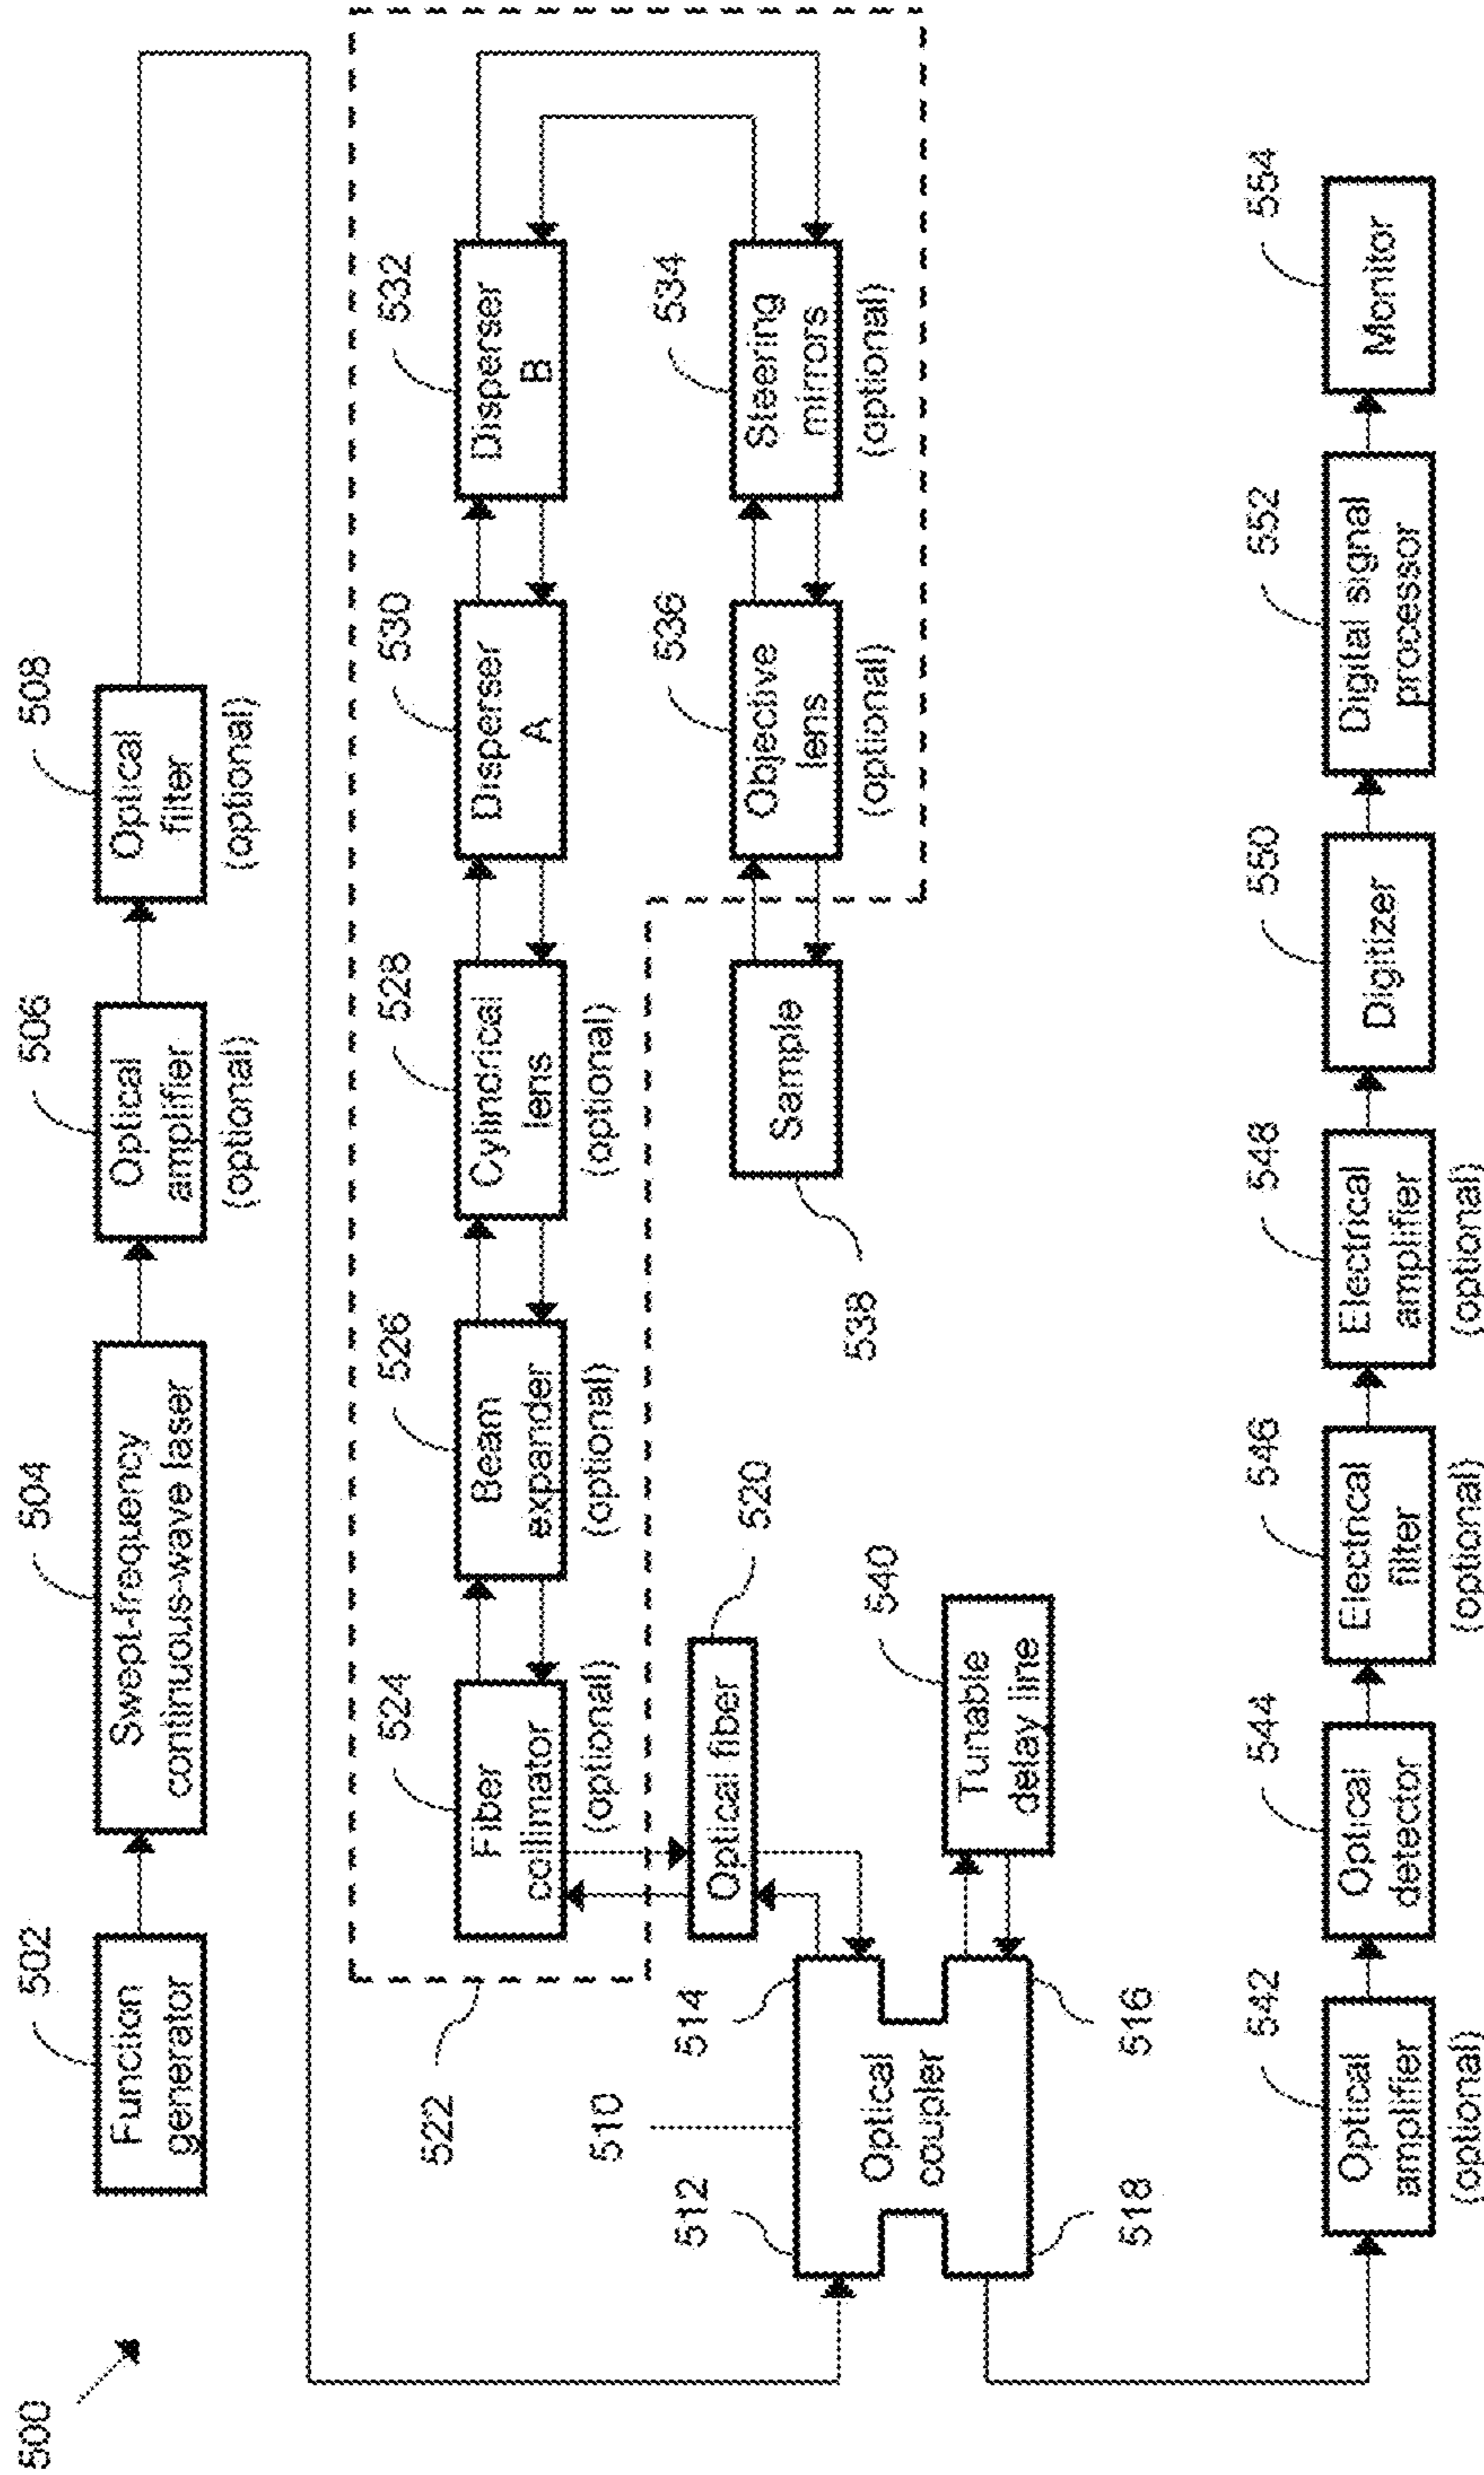 500
502
Function
generator
504
Swept-frequency
continuous-wave laser
506
Optical
amplifier
(optional)
508
Optical
filter
(optional)
522
524
Fiber
collimator
(optional)
526
Beam
expander
(optional)
528
Cylindrical
lens
(optional)
530
Disperser
A
532
Disperser
B
534
Steering
mirrors
(optional)
536
Objective
lens
(optional)
Sample
538
520
Optical fiber
510
512
514
Optical
coupler
516
518
540
Tunable
delay line
542
Optical
amplifier
(optional)
544
Optical
detector
546
Electrical
filter
(optional)
548
Electrical
amplifier
(optional)
550
Digitizer
552
Digital signal
processor
554
Monitor